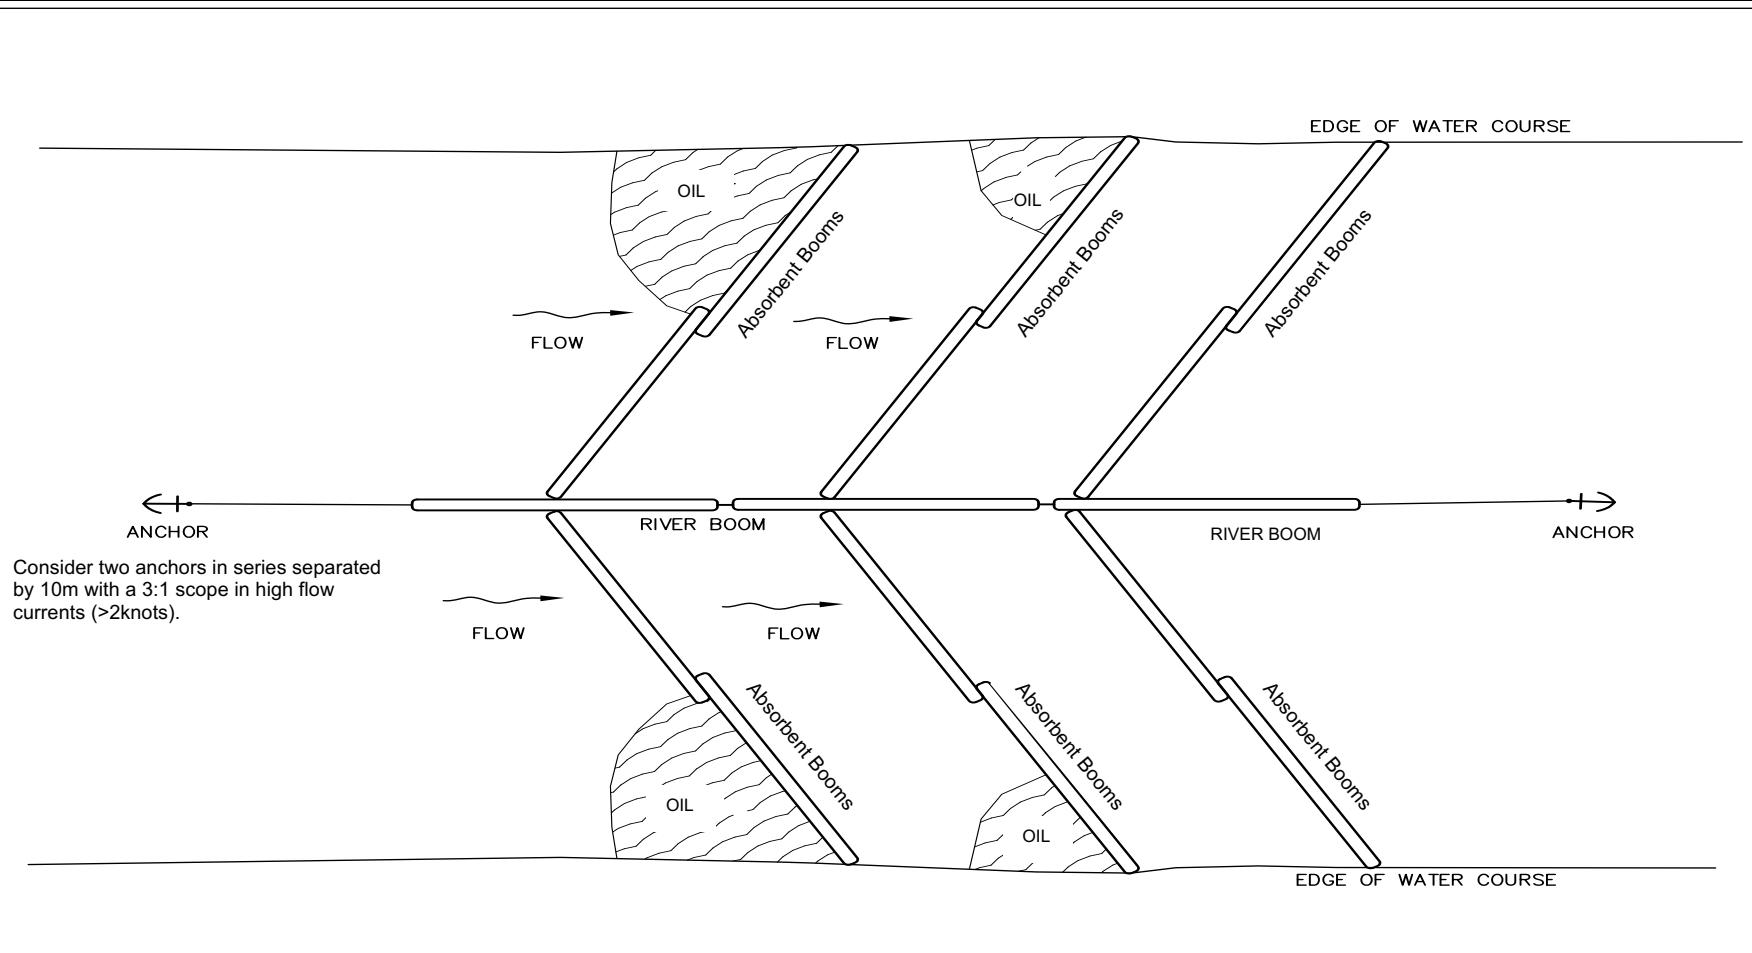 EDGE OF WATER COURSE
OIL
OIL
Absorbent Booms
Absorbent Booms
Absorbent Booms
FLOW
FLOW
ANCHOR
RIVER BOOM
RIVER BOOM
ANCHOR
Consider two anchors in series separated
by 10m with a 3:1 scope in high flow
currents (>2knots).
FLOW
FLOW
Absorbent Booms
Absorbent Booms
Absorbent Booms
OIL
OIL
EDGE OF WATER COURSE